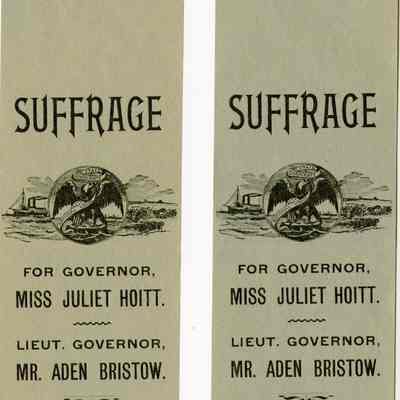 SUFFRAGE
FOR GOVERNOR,
MISS JULIET HOITT.
LIEUT. GOVERNOR,
MR. ADEN BRISTOW.
SUFFRAGE
FOR GOVERNOR,
MISS JULIET HOITT.
LIEUT. GOVERNOR,
MR. ADEN BRISTOW.